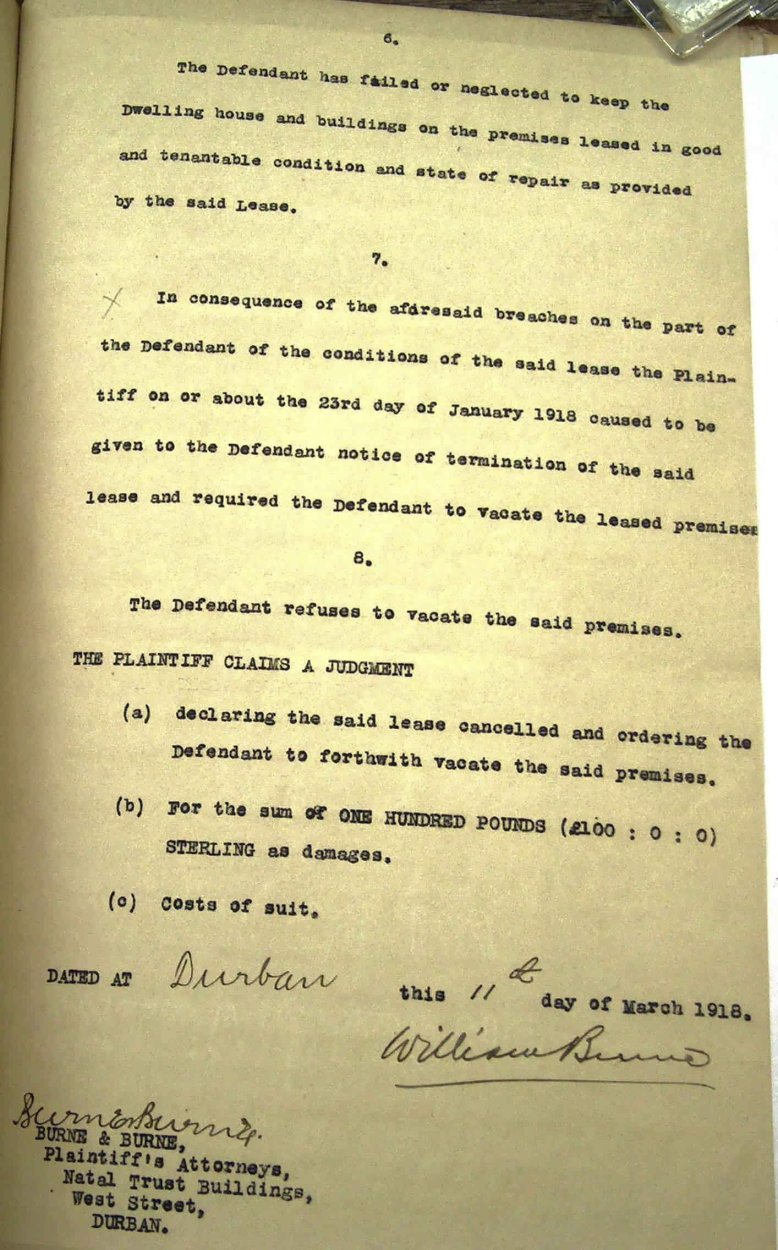 6.
The Defendant has failed or neglected to keep the
Dwelling house and buildings on the premises leased in good
and tenantable condition and state of repair as provided
by the said Lease.
7.
In consequence of the aforesaid breaches on the part of
the Defendant of the conditions of the said lease the Plain-
tiff on or about the 23rd day of January 1918 caused to be
given to the Defendant notice of termination of the said
lease and required the Defendant to vacate the leased premises
8.
The Defendant refuses to vacate the said premises.
THE PLAINTIFF CLAIMS A JUDGMENT
(a) declaring the said lease cancelled and ordering the
Defendant to forthwith vacate the said premises.
(b) For the sum of ONE HUNDRED POUNDS (£100 : 0 : 0)
STERLING as damages.
(c) Costs of suit.
DATED AT Durban this 11th day of March 1918.
William Burne
Burne & Burne
BURNE & BURNE,
Plaintiff's Attorneys,
Natal Trust Buildings,
West Street,
DURBAN.